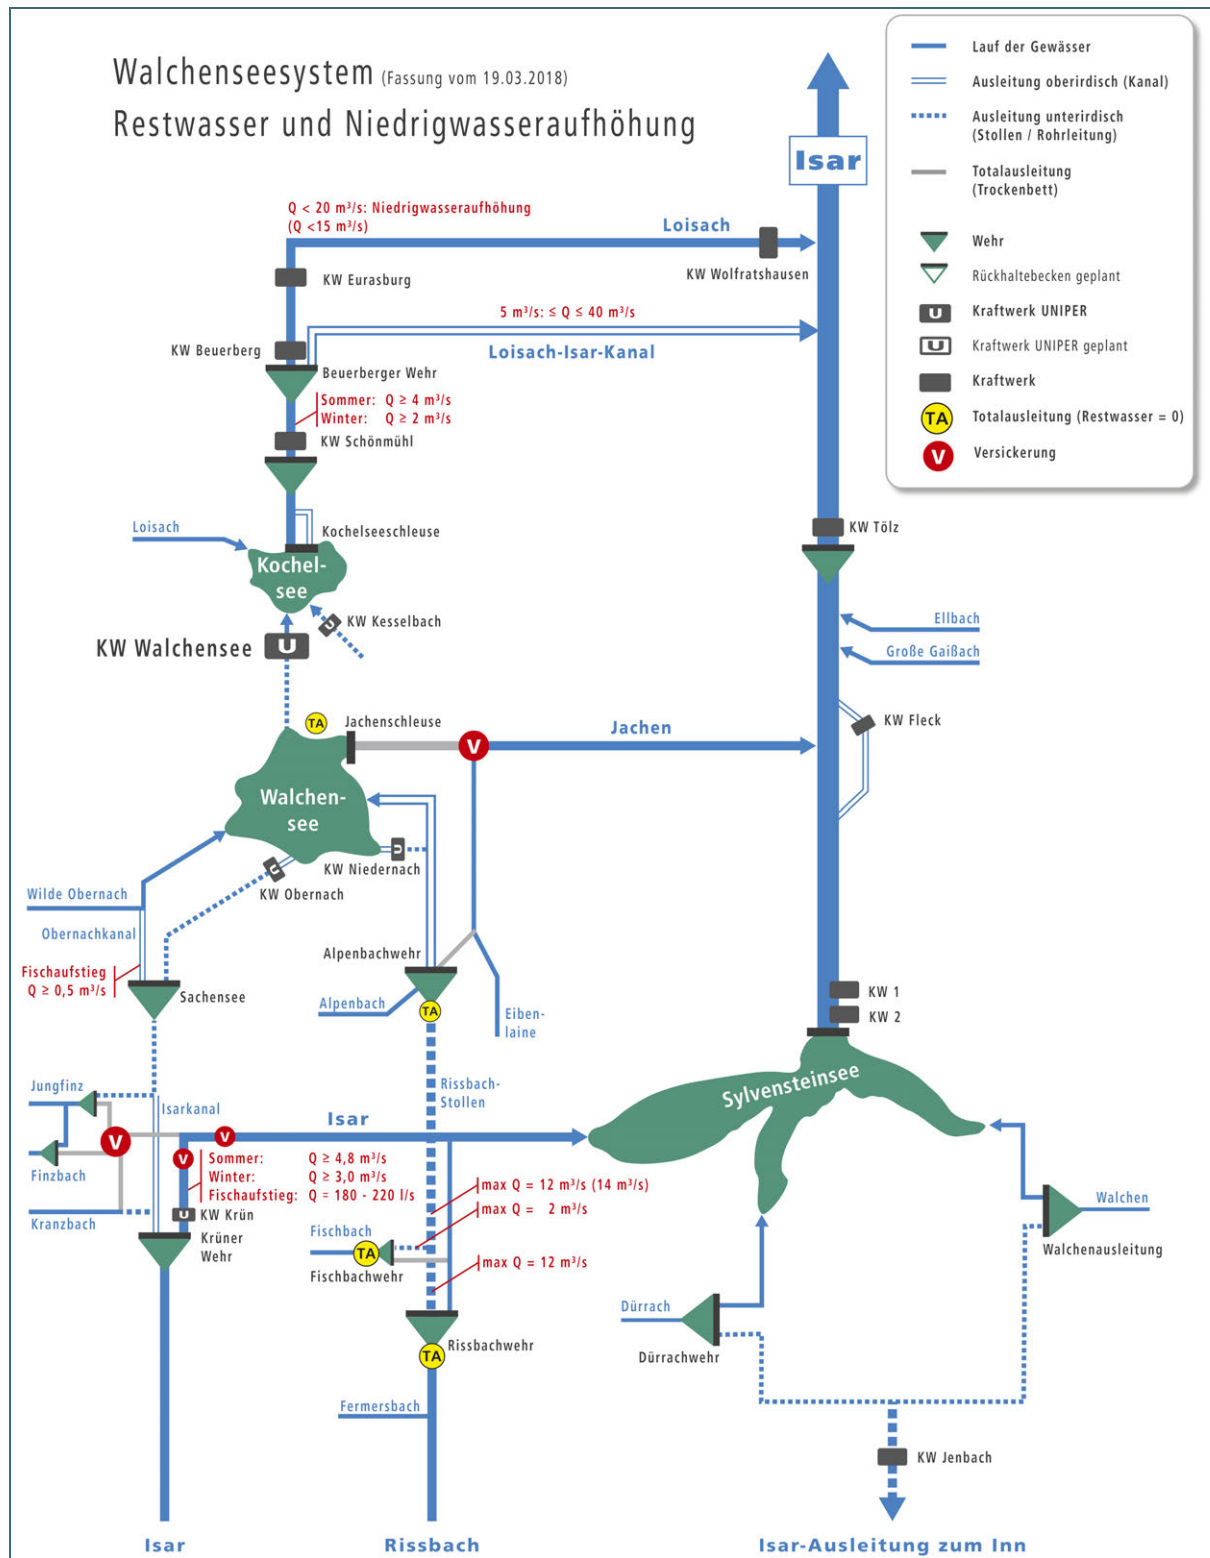 Walchenseesystem (Fassung vom 19.03.2018)
Restwasser und Niedrigwasseraufhöhung
Lauf der Gewässer
Ausleitung oberirdisch (Kanal)
Ausleitung unterirdisch
(Stollen / Rohrleitung)
Totalausleitung
(Trockenbett)
Wehr
Rückhaltebecken geplant
U
Kraftwerk UNIPER
U
Kraftwerk UNIPER geplant
Kraftwerk
TA
Totalausleitung (Restwasser = 0)
V
Versickerung
Isar
Q < 20 m³/s: Niedrigwasseraufhöhung
(Q <15 m³/s)
Loisach
KW Wolfratshausen
KW Eurasburg
5 m³/s: ≤ Q ≤ 40 m³/s
KW Beuerberg
Loisach-Isar-Kanal
Beuerberger Wehr
Sommer: Q ≥ 4 m³/s
Winter: Q ≥ 2 m³/s
KW Schönmühl
Loisach
Kochelseeschleuse
KW Tölz
Kochel-
see
KW Kesselbach
U
KW Walchensee
U
Ellbach
Große Gaißach
TA
Jachenschleuse
V
Jachen
KW Fleck
Walchen-
see
KW Niedernach
U
KW Obernach
U
Wilde Obernach
Obernachkanal
Fischaufstieg
Q ≥ 0,5 m³/s
Sachensee
Alpenbachwehr
Alpenbach
TA
Eiben-
laine
KW 1
KW 2
Sylvensteinsee
Jungfinz
Isarkanal
Rissbach-
Stollen
Isar
V
V
V
Finzbach
Sommer: Q ≥ 4,8 m³/s
Winter: Q ≥ 3,0 m³/s
Fischaufstieg: Q = 180 - 220 l/s
Kranzbach
U
KW Krün
Krüner
Wehr
max Q = 12 m³/s (14 m³/s)
max Q = 2 m³/s
Fischbach
TA
Fischbachwehr
max Q = 12 m³/s
Walchen
Walchenausleitung
Dürrach
Dürrachwehr
Rissbachwehr
TA
Fermersbach
KW Jenbach
Isar
Rissbach
Isar-Ausleitung zum Inn